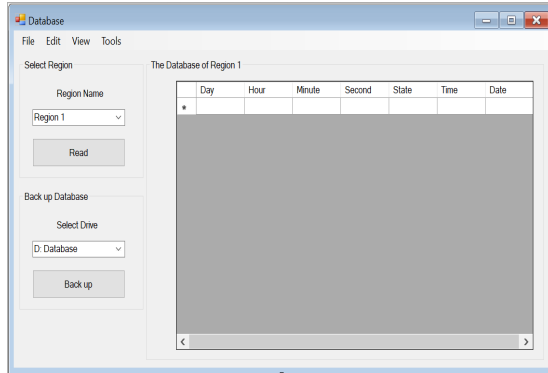 Database
File Edit View Tools
Select Region
Region Name
Region 1
Read
Back up Database
Select Drive
D: Database
Back up
The Database of Region 1
Day Hour Minute Second State Time Date